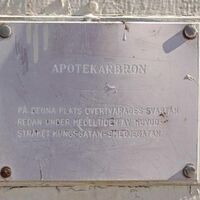 APOTEKARBRON
PÅ DENNA PLATS ÖVERTVÄRADES SVARTÅN
REDAN UNDER MEDELTIDEN AV HUVUD-
STRÅKET KUNGSGATAN-SMEDJEGATAN.